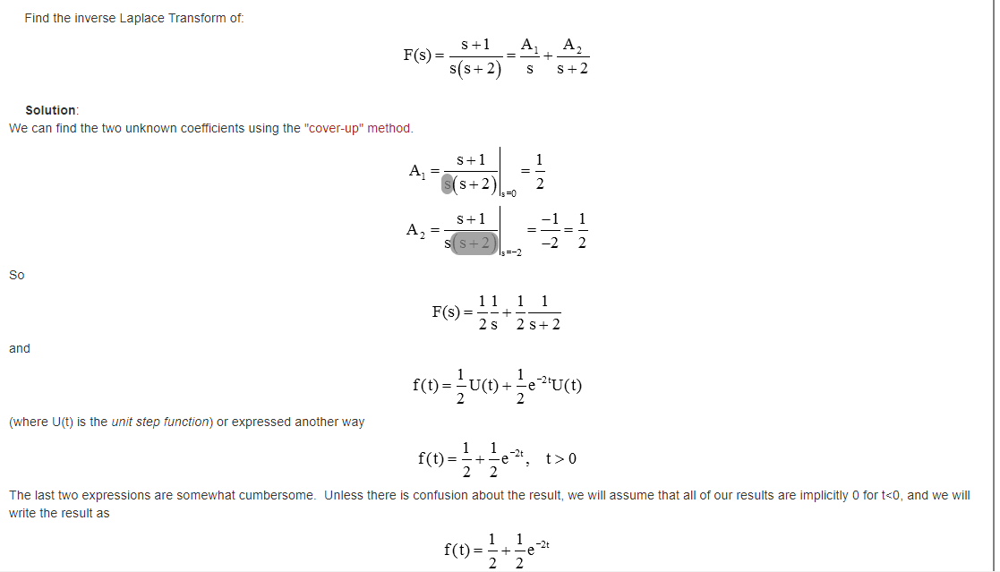 Find the inverse Laplace Transform of:
F(s) = \frac{s+1}{s(s+2)} = \frac{A_1}{s} + \frac{A_2}{s+2}
Solution:
We can find the two unknown coefficients using the "cover-up" method.
A_1 = \frac{s+1}{s(s+2)}|_{s=0} = \frac{1}{2}
A_2 = \frac{s+1}{s(s+2)}|_{s=-2} = \frac{-1}{-2} = \frac{1}{2}
So
F(s) = \frac{1}{2}\frac{1}{s} + \frac{1}{2}\frac{1}{s+2}
and
f(t) = \frac{1}{2}U(t) + \frac{1}{2}e^{-2t}U(t)
(where U(t) is the unit step function) or expressed another way
f(t) = \frac{1}{2} + \frac{1}{2}e^{-2t}, t > 0
The last two expressions are somewhat cumbersome. Unless there is confusion about the result, we will assume that all of our results are implicitly 0 for t<0, and we will
write the result as
f(t) = \frac{1}{2} + \frac{1}{2}e^{-2t}